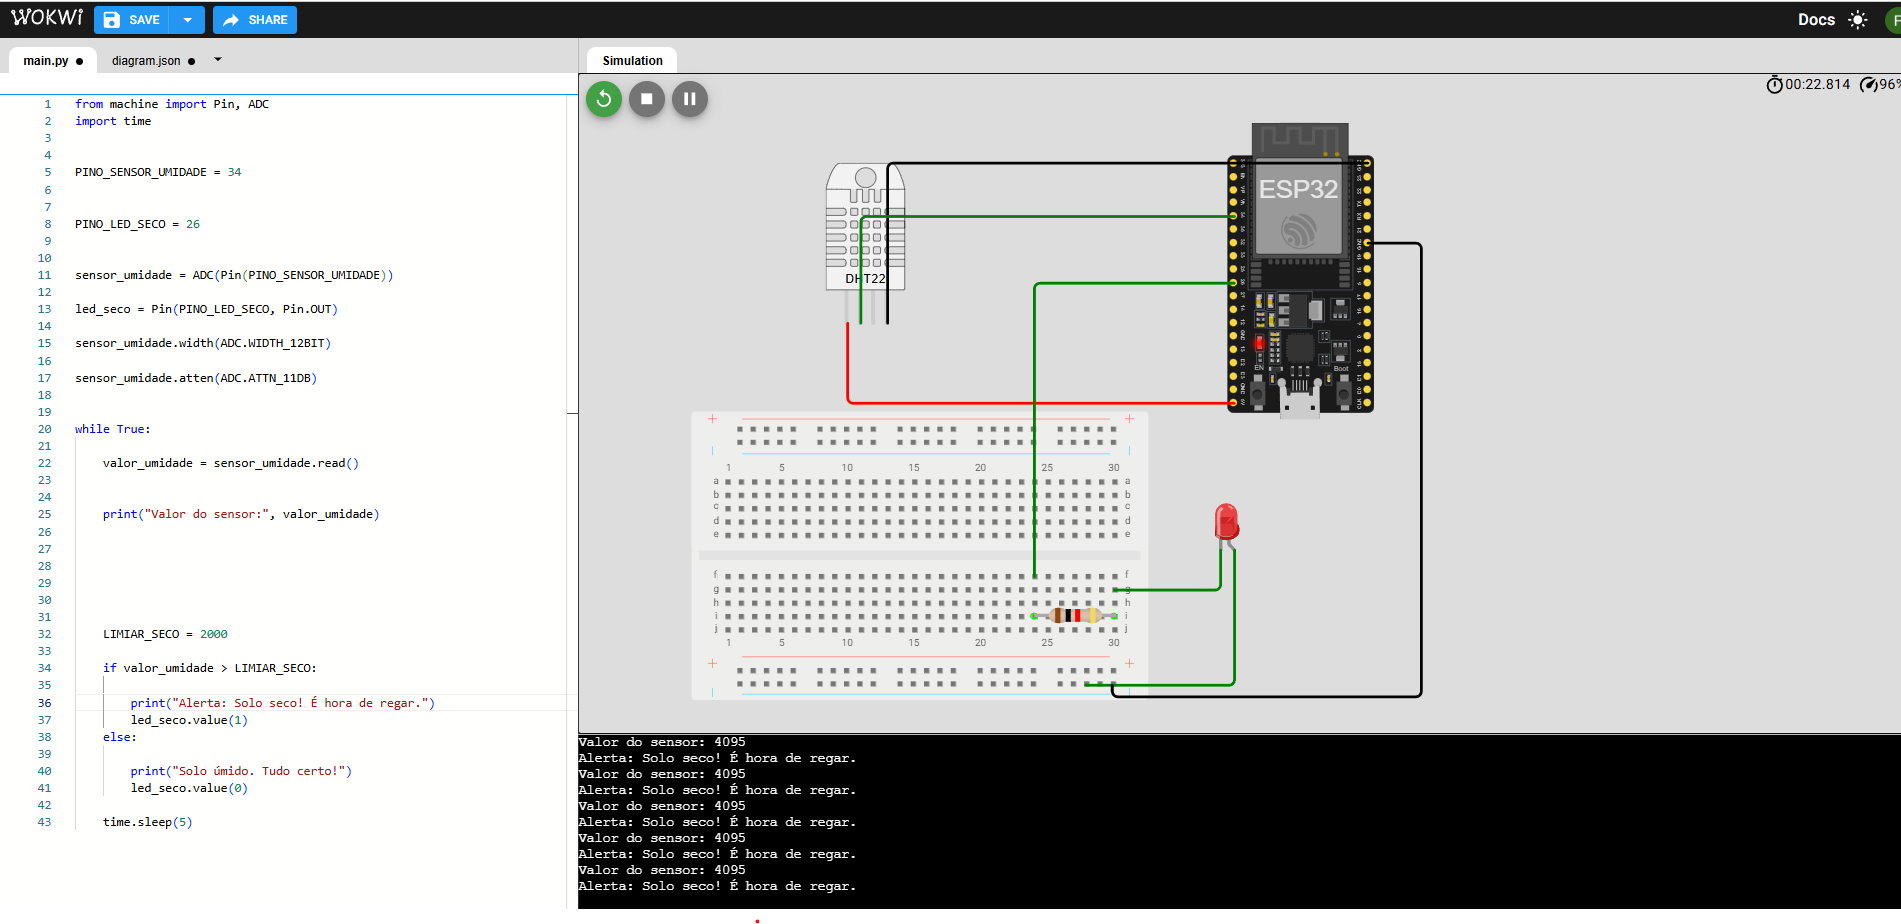 WOKWI
SAVE
SHARE
Docs
F
main.py ●
diagram.json ●
Simulation
1 from machine import Pin, ADC
2 import time
3
4
5 PINO_SENSOR_UMIDADE = 34
6
7
8 PINO_LED_SECO = 26
9
10
11 sensor_umidade = ADC(Pin(PINO_SENSOR_UMIDADE))
12
13 led_seco = Pin(PINO_LED_SECO, Pin.OUT)
14
15 sensor_umidade.width(ADC.WIDTH_12BIT)
16
17 sensor_umidade.atten(ADC.ATTN_11DB)
18
19
20 while True:
21
22 valor_umidade = sensor_umidade.read()
23
24
25 print("Valor do sensor:", valor_umidade)
26
27
28
29
30
31
32 LIMIAR_SECO = 2000
33
34 if valor_umidade > LIMIAR_SECO:
35
36 print("Alerta: Solo seco! É hora de regar.")
37 led_seco.value(1)
38 else:
39
40 print("Solo úmido. Tudo certo!")
41 led_seco.value(0)
42
43 time.sleep(5)
00:22.814 96%
DHT22
ESP32
EN
Boot
1 5 10 15 20 25 30
a a
b b
c c
d d
e e
f f
g g
h h
i i
j j
1 5 10 15 20 25 30
Valor do sensor: 4095
Alerta: Solo seco! É hora de regar.
Valor do sensor: 4095
Alerta: Solo seco! É hora de regar.
Valor do sensor: 4095
Alerta: Solo seco! É hora de regar.
Valor do sensor: 4095
Alerta: Solo seco! É hora de regar.
Valor do sensor: 4095
Alerta: Solo seco! É hora de regar.